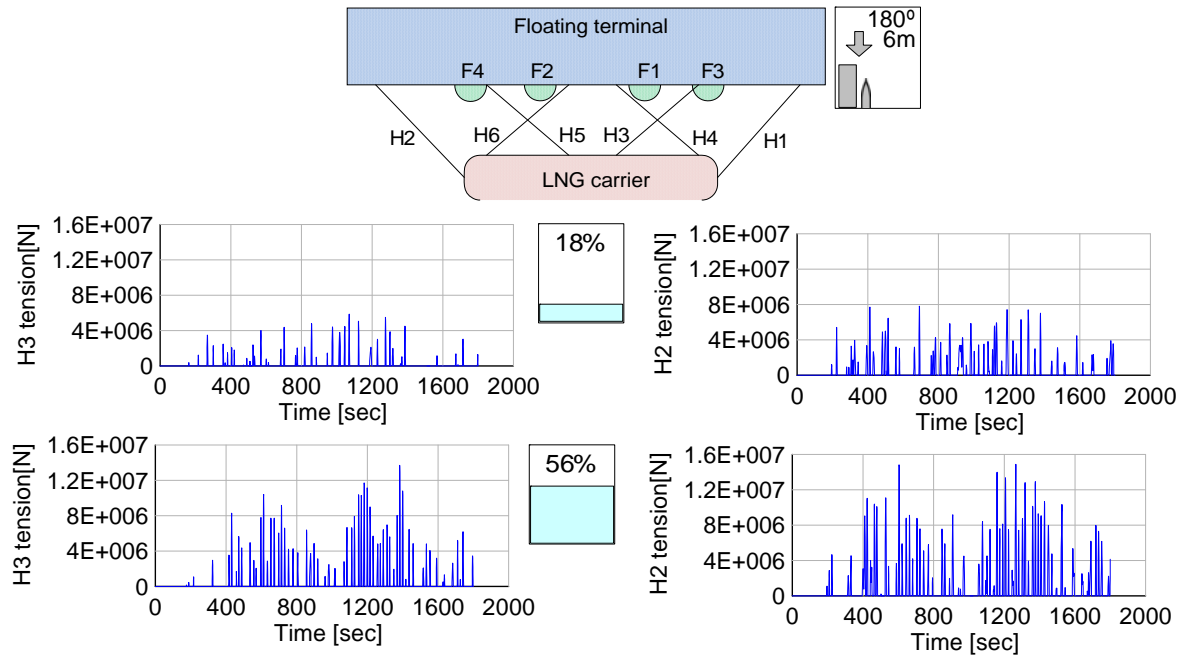 Floating terminal
180º
6m
F4 F2 F1 F3
H2 H6 H5 H3 H4 H1
LNG carrier
H3 tension[N]
1.6E+007
1.2E+007
8E+006
4E+006
0
0 400 800 1200 1600 2000
Time [sec]
18%
H2 tension[N]
1.6E+007
1.2E+007
8E+006
4E+006
0
0 400 800 1200 1600 2000
Time [sec]
H3 tension[N]
1.6E+007
1.2E+007
8E+006
4E+006
0
0 400 800 1200 1600 2000
Time [sec]
56%
H2 tension[N]
1.6E+007
1.2E+007
8E+006
4E+006
0
0 400 800 1200 1600 2000
Time [sec]